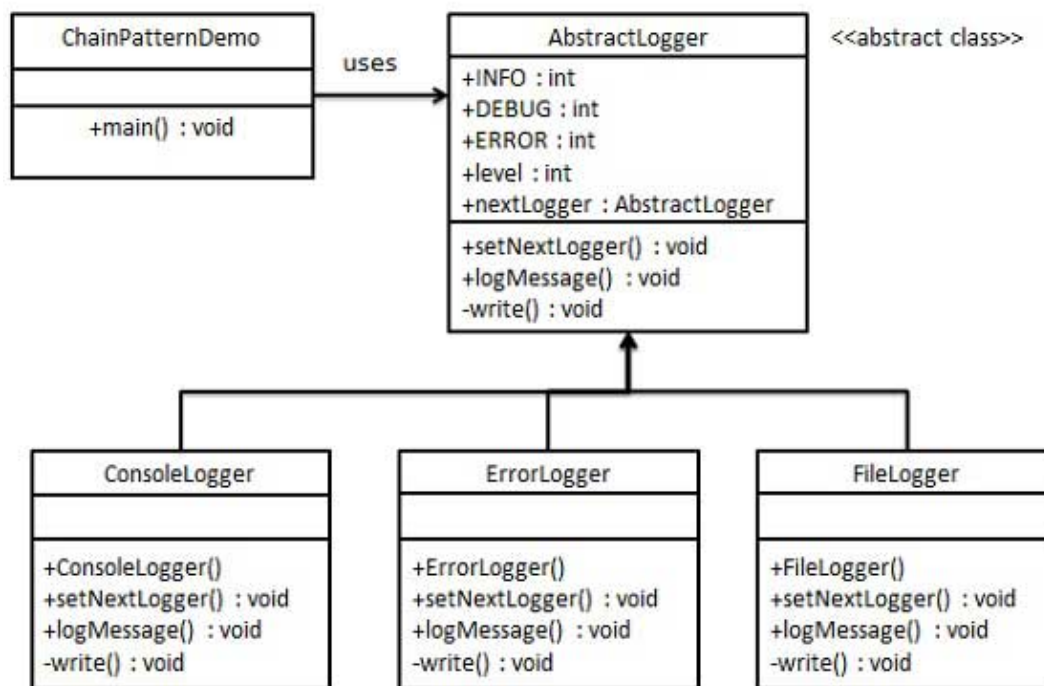 ChainPatternDemo
+main() : void
uses
AbstractLogger
+INFO : int
+DEBUG : int
+ERROR : int
+level : int
+nextLogger : AbstractLogger
+setNextLogger() : void
+logMessage() : void
-write() : void
<<abstract class>>
ConsoleLogger
+ConsoleLogger()
+setNextLogger() : void
+logMessage() : void
-write() : void
ErrorLogger
+ErrorLogger()
+setNextLogger() : void
+logMessage() : void
-write() : void
FileLogger
+FileLogger()
+setNextLogger() : void
+logMessage() : void
-write() : void